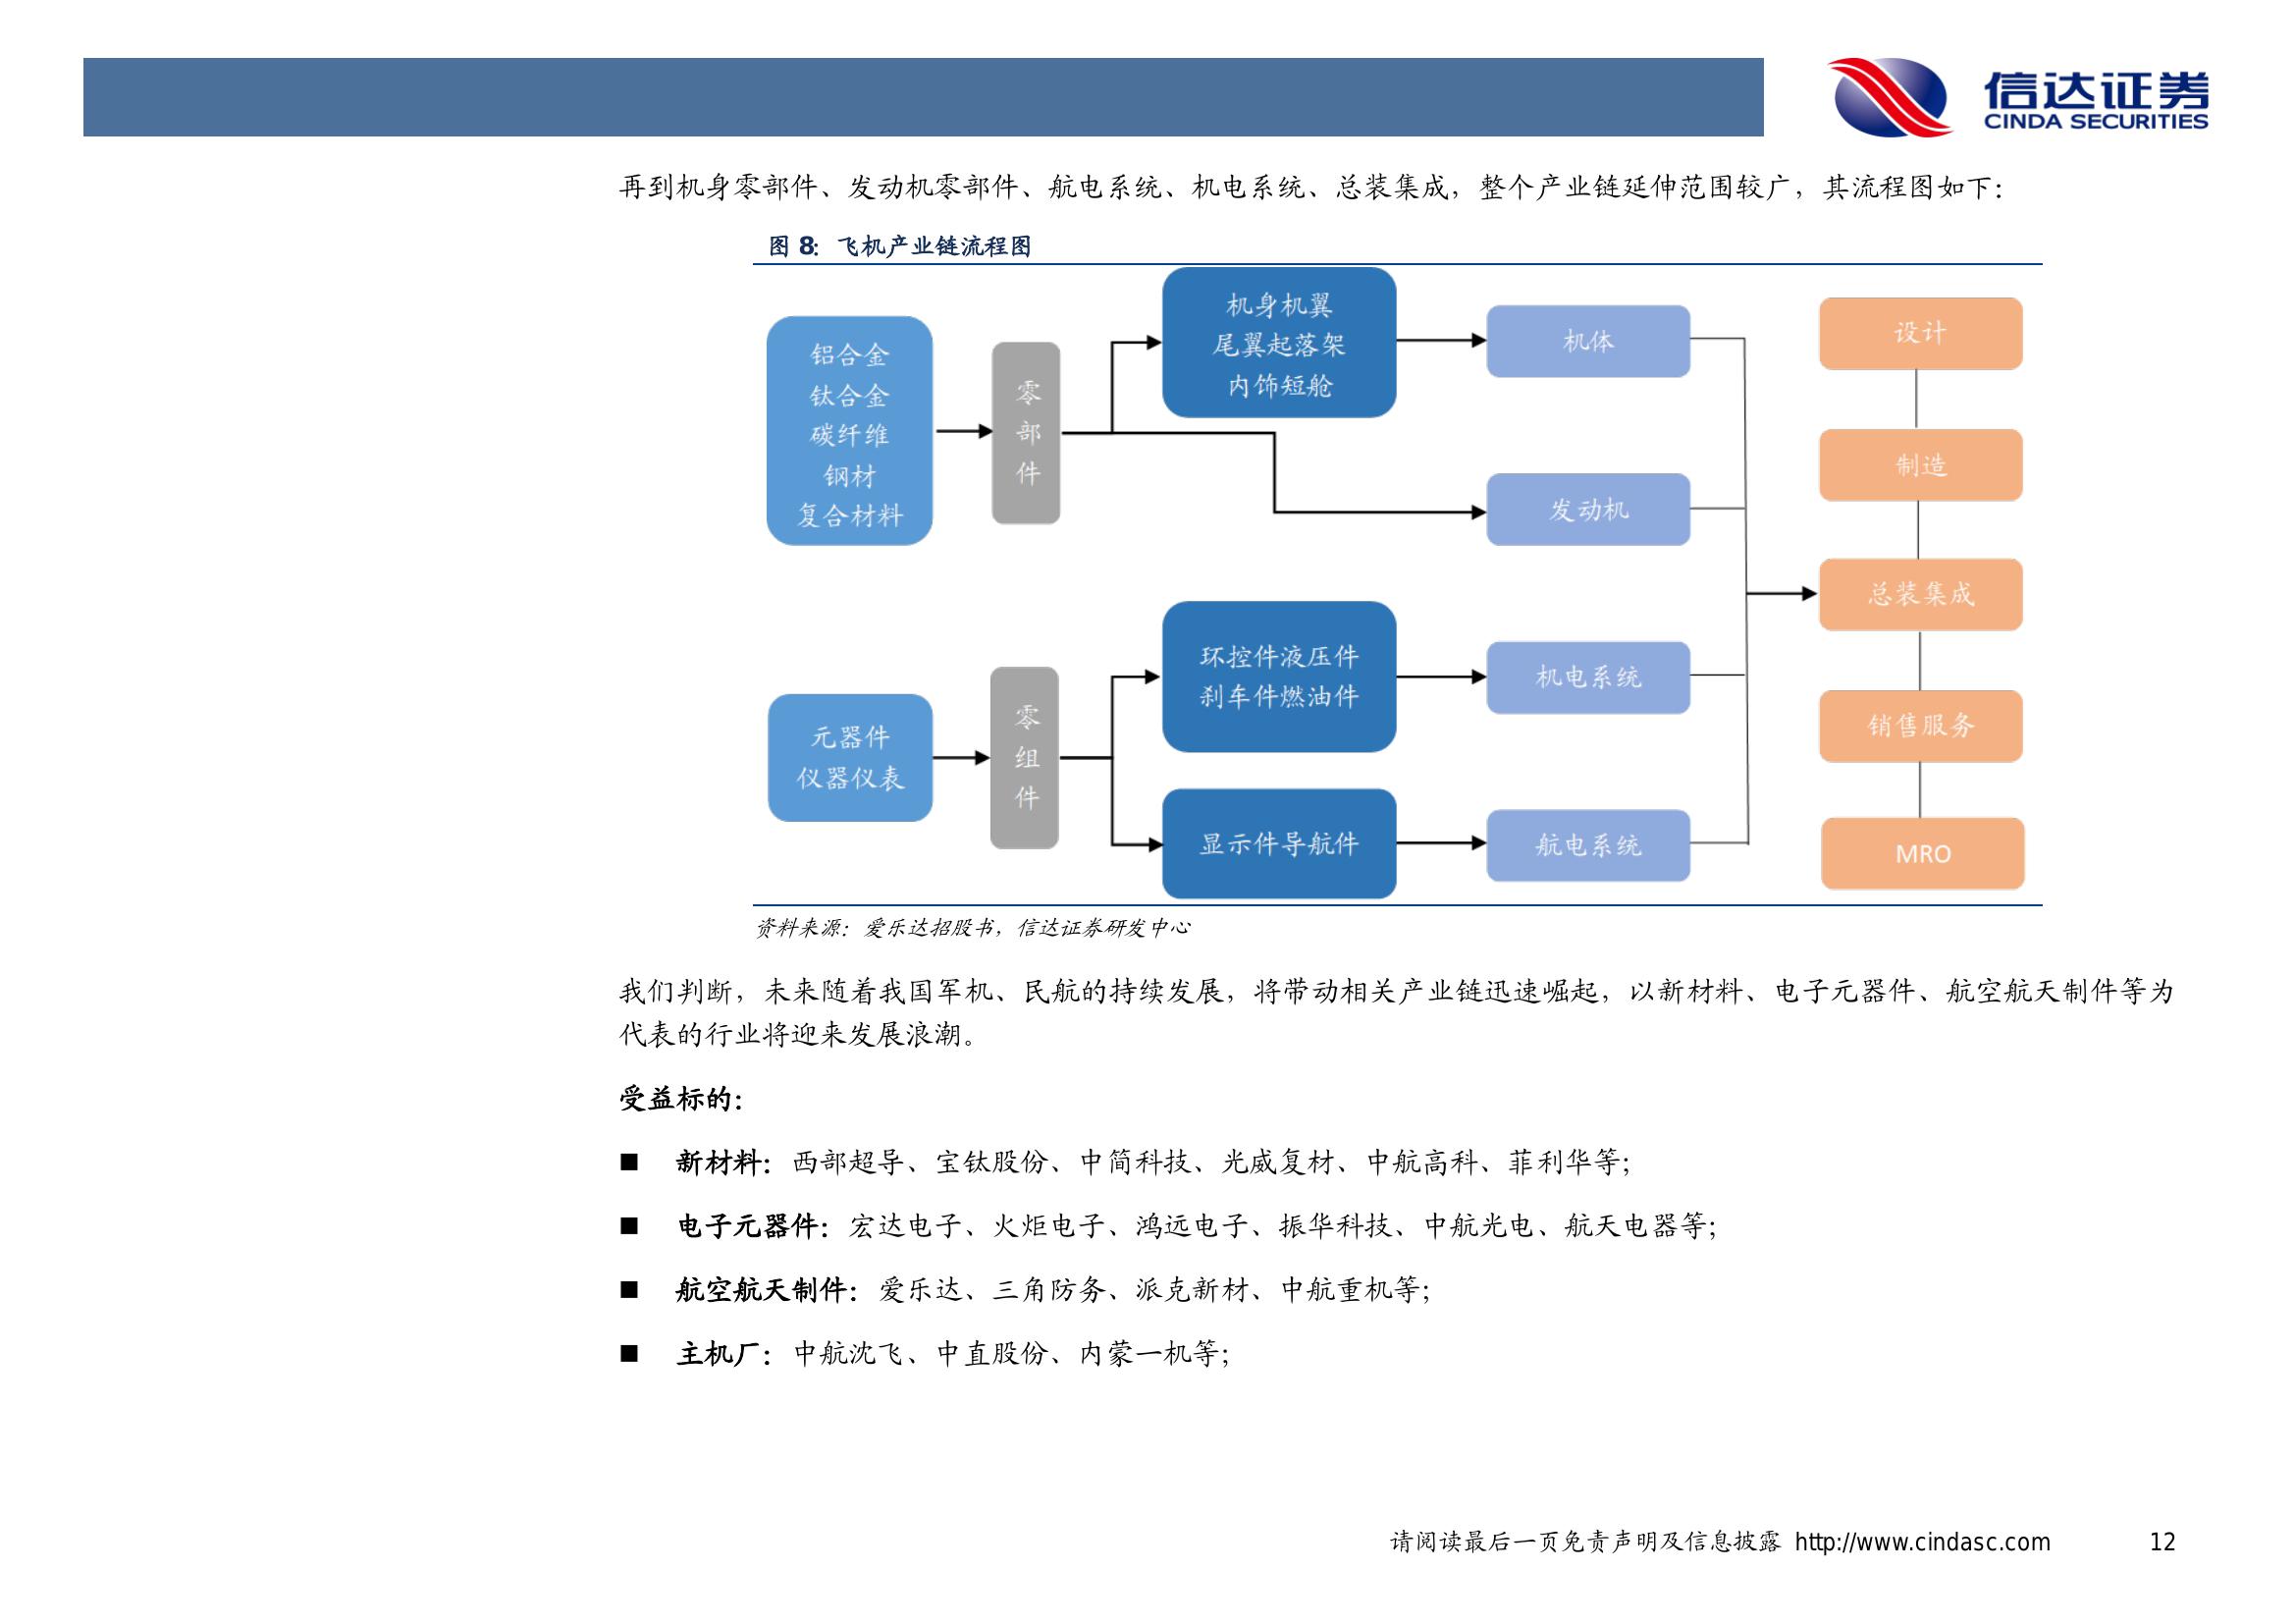 信达证券
CINDA SECURITIES
再到机身零部件、发动机零部件、航电系统、机电系统、总装集成，整个产业链延伸范围较广，其流程图如下：
图 8：飞机产业链流程图
铝合金
钛合金
碳纤维
钢材
复合材料
零
部
件
机身机翼
尾翼起落架
内饰短舱
机体
发动机
元器件
仪器仪表
零
组
件
环控件液压件
刹车件燃油件
机电系统
显示件导航件
航电系统
设计
制造
总装集成
销售服务
MRO
资料来源：爱乐达招股书，信达证券研发中心
我们判断，未来随着我国军机、民航的持续发展，将带动相关产业链迅速崛起，以新材料、电子元器件、航空航天制件等为
代表的行业将迎来发展浪潮。
受益标的：
■ 新材料：西部超导、宝钛股份、中简科技、光威复材、中航高科、菲利华等；
■ 电子元器件：宏达电子、火炬电子、鸿远电子、振华科技、中航光电、航天电器等；
■ 航空航天制件：爱乐达、三角防务、派克新材、中航重机等；
■ 主机厂：中航沈飞、中直股份、内蒙一机等；
请阅读最后一页免责声明及信息披露 http://www.cindasc.com 12